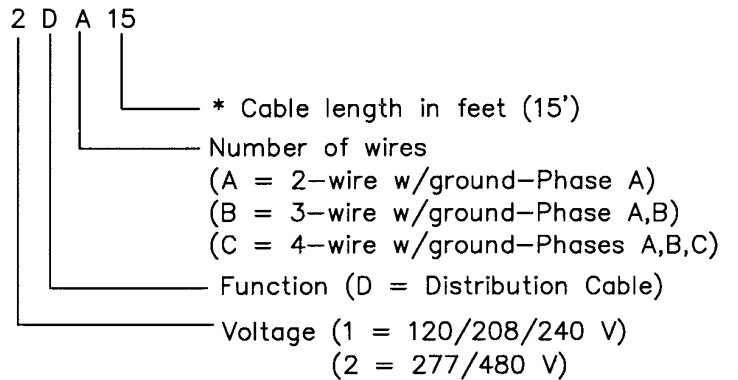 2 D A 15
* Cable length in feet (15')
Number of wires
(A = 2-wire w/ground-Phase A)
(B = 3-wire w/ground-Phase A,B)
(C = 4-wire w/ground-Phases A,B,C)
Function (D = Distribution Cable)
Voltage (1 = 120/208/240 V)
(2 = 277/480 V)